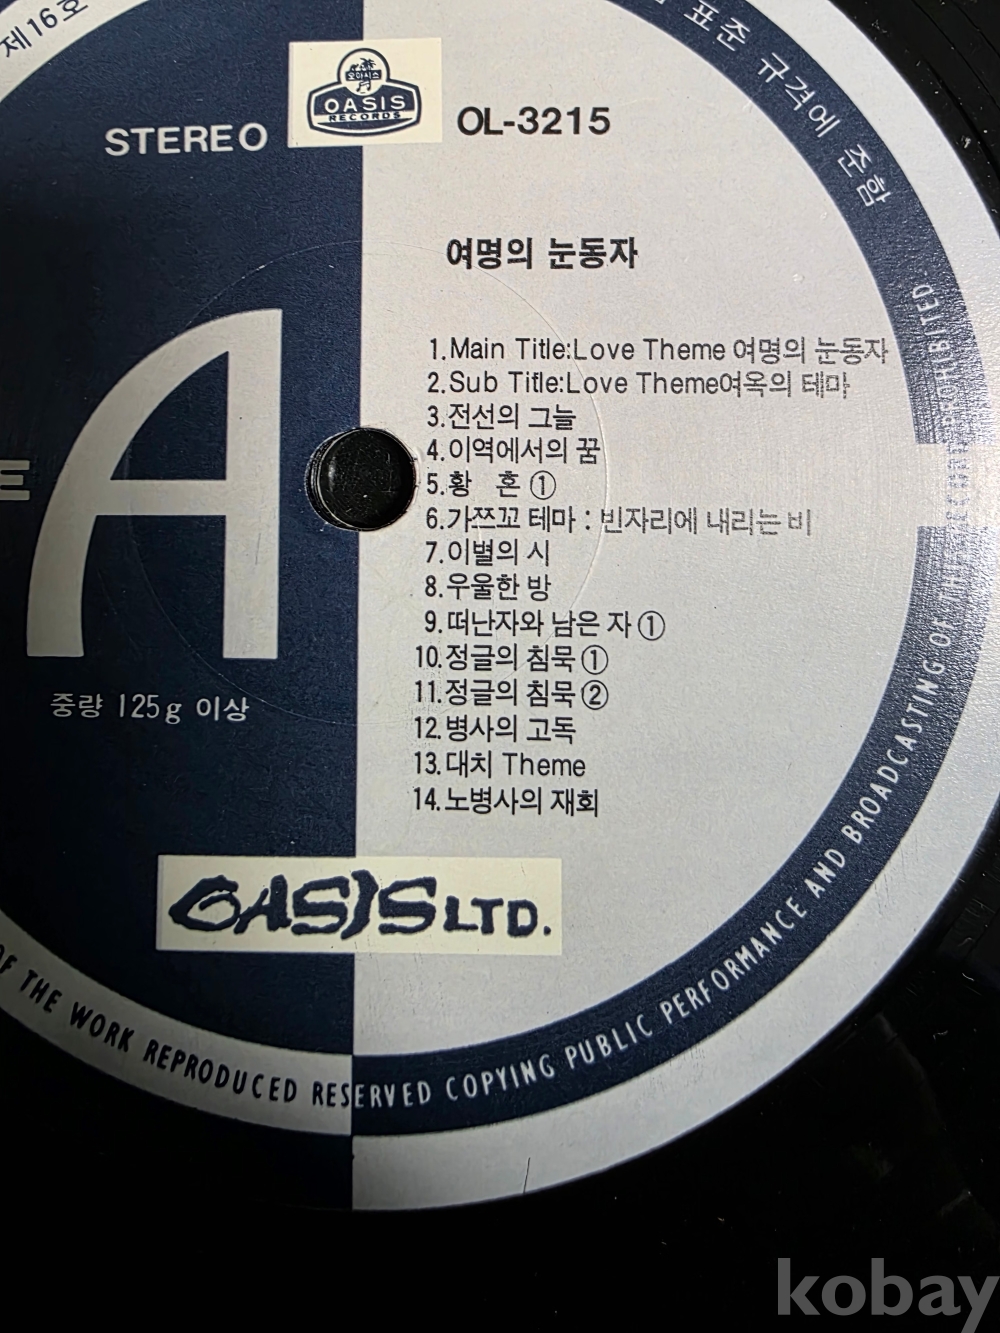 제16호
표준 규격에 준함
오아시스
OASIS
RECORDS
STEREO
OL-3215
여명의 눈동자
1.Main Title:Love Theme 여명의 눈동자
2.Sub Title:Love Theme여옥의 테마
3.전선의 그늘
4.이역에서의 꿈
5.황 혼 ①
6.가쯔꼬 테마 : 빈자리에 내리는 비
7.이별의 시
8.우울한 방
9.떠난자와 남은 자 ①
10.정글의 침묵 ①
11.정글의 침묵 ②
12.병사의 고독
13.대치 Theme
14.노병사의 재회
A
중량 125g 이상
OASIS LTD.
OF THE WORK REPRODUCED RESERVED COPYING PUBLIC PERFORMANCE AND BROADCASTING OF THE RECORD PROHIBITED.
kobay